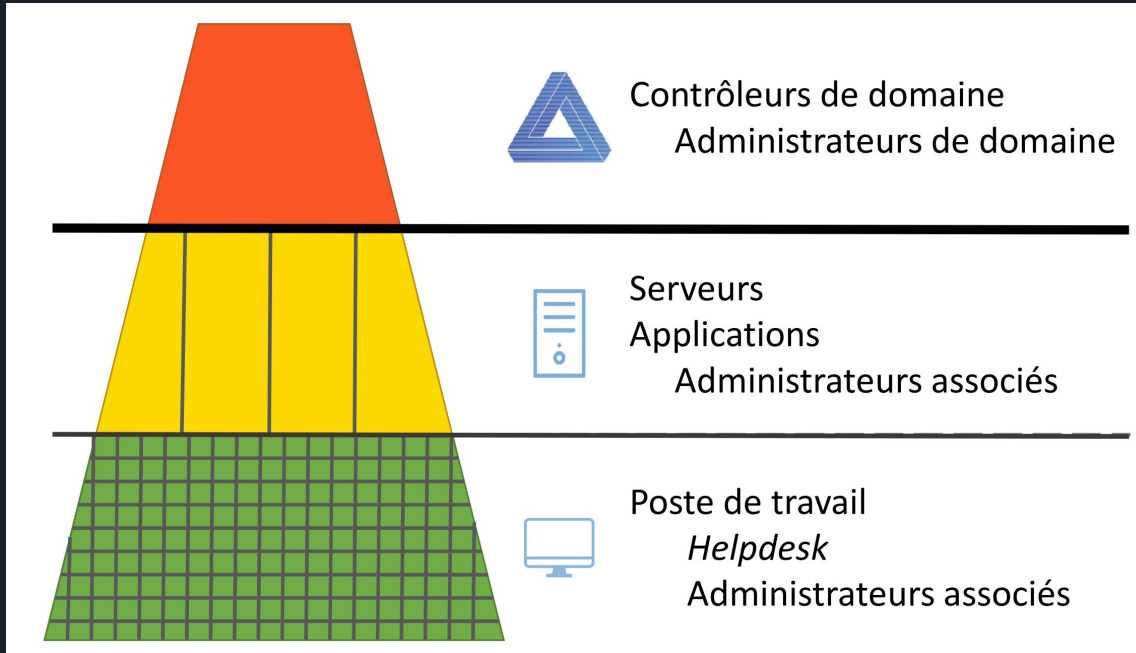 Contrôleurs de domaine
Administrateurs de domaine
Serveurs
Applications
Administrateurs associés
Poste de travail
Helpdesk
Administrateurs associés